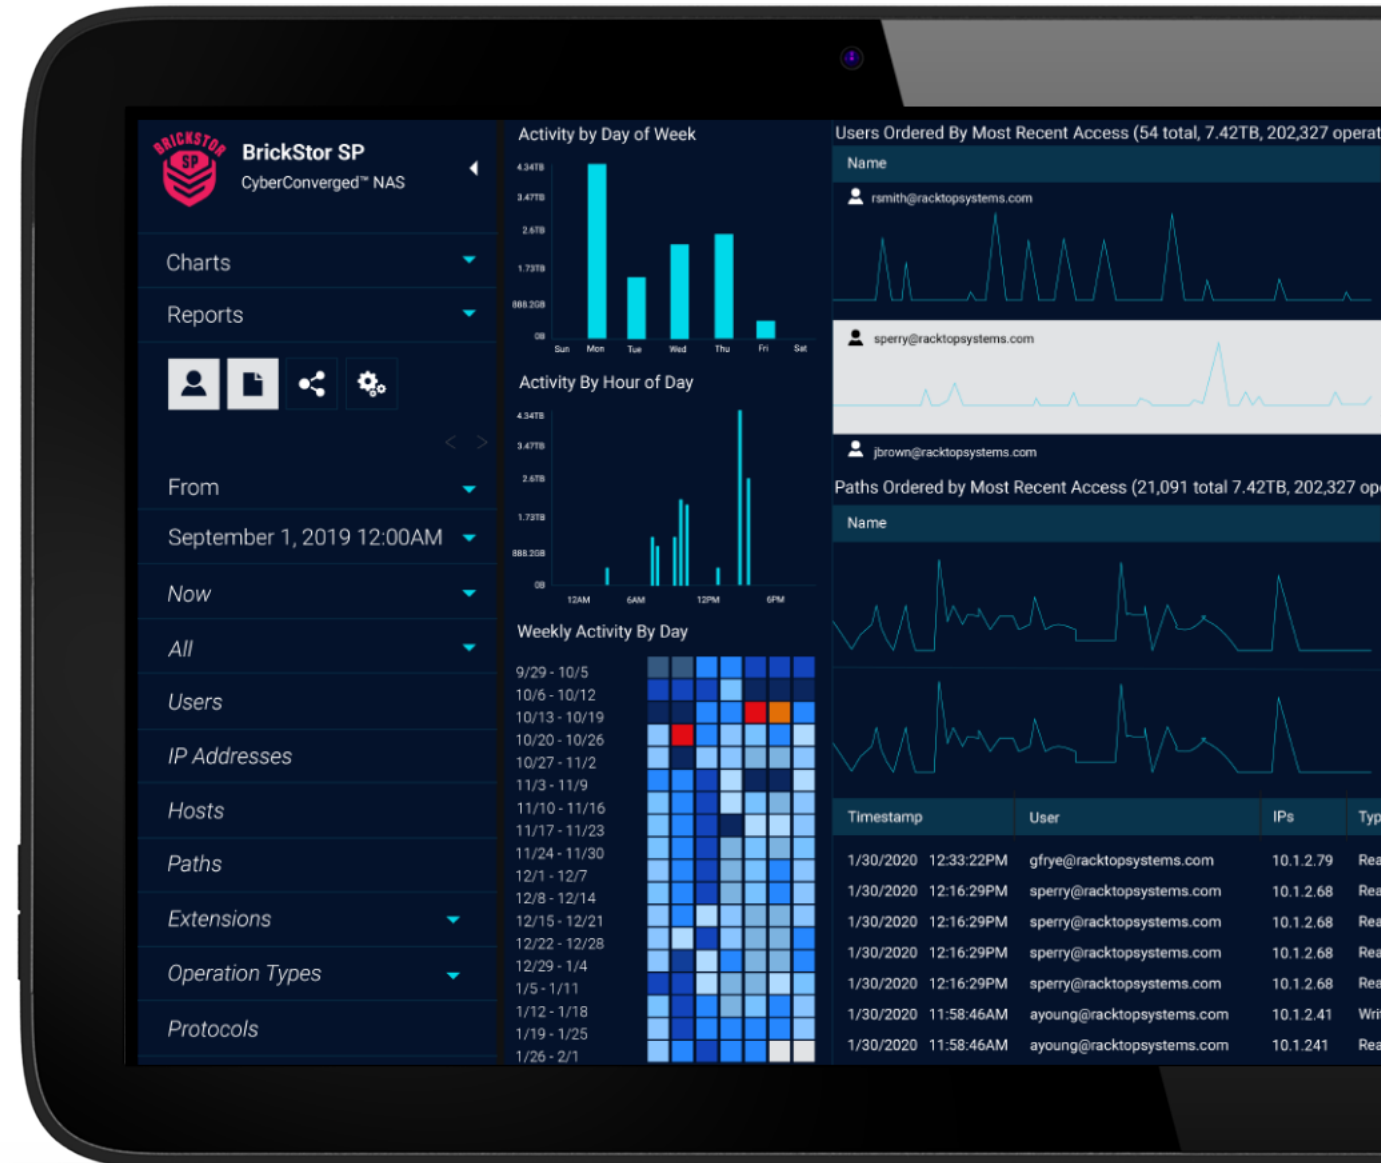 BRICKSTOR
SP
BrickStor SP
CyberConverged™ NAS
Charts
Reports
< >
From
September 1, 2019 12:00AM
Now
All
Users
IP Addresses
Hosts
Paths
Extensions
Operation Types
Protocols
Activity by Day of Week
4.34TB
3.47TB
2.6TB
1.73TB
888.2GB
0B
Sun Mon Tue Wed Thu Fri Sat
Activity By Hour of Day
4.34TB
3.47TB
2.6TB
1.73TB
888.2GB
0B
12AM 6AM 12PM 6PM
Weekly Activity By Day
9/29 - 10/5
10/6 - 10/12
10/13 - 10/19
10/20 - 10/26
10/27 - 11/2
11/3 - 11/9
11/10 - 11/16
11/17 - 11/23
11/24 - 11/30
12/1 - 12/7
12/8 - 12/14
12/15 - 12/21
12/22 - 12/28
12/29 - 1/4
1/5 - 1/11
1/12 - 1/18
1/19 - 1/25
1/26 - 2/1
Users Ordered By Most Recent Access (54 total, 7.42TB, 202,327 operat
Name
rsmith@racktopsystems.com
sperry@racktopsystems.com
jbrown@racktopsystems.com
Paths Ordered by Most Recent Access (21,091 total 7.42TB, 202,327 ope
Name
Timestamp User IPs Typ
1/30/2020 12:33:22PM gfrye@racktopsystems.com 10.1.2.79 Rea
1/30/2020 12:16:29PM sperry@racktopsystems.com 10.1.2.68 Rea
1/30/2020 12:16:29PM sperry@racktopsystems.com 10.1.2.68 Rea
1/30/2020 12:16:29PM sperry@racktopsystems.com 10.1.2.68 Rea
1/30/2020 12:16:29PM sperry@racktopsystems.com 10.1.2.68 Rea
1/30/2020 11:58:46AM ayoung@racktopsystems.com 10.1.2.41 Wri
1/30/2020 11:58:46AM ayoung@racktopsystems.com 10.1.241 Rea